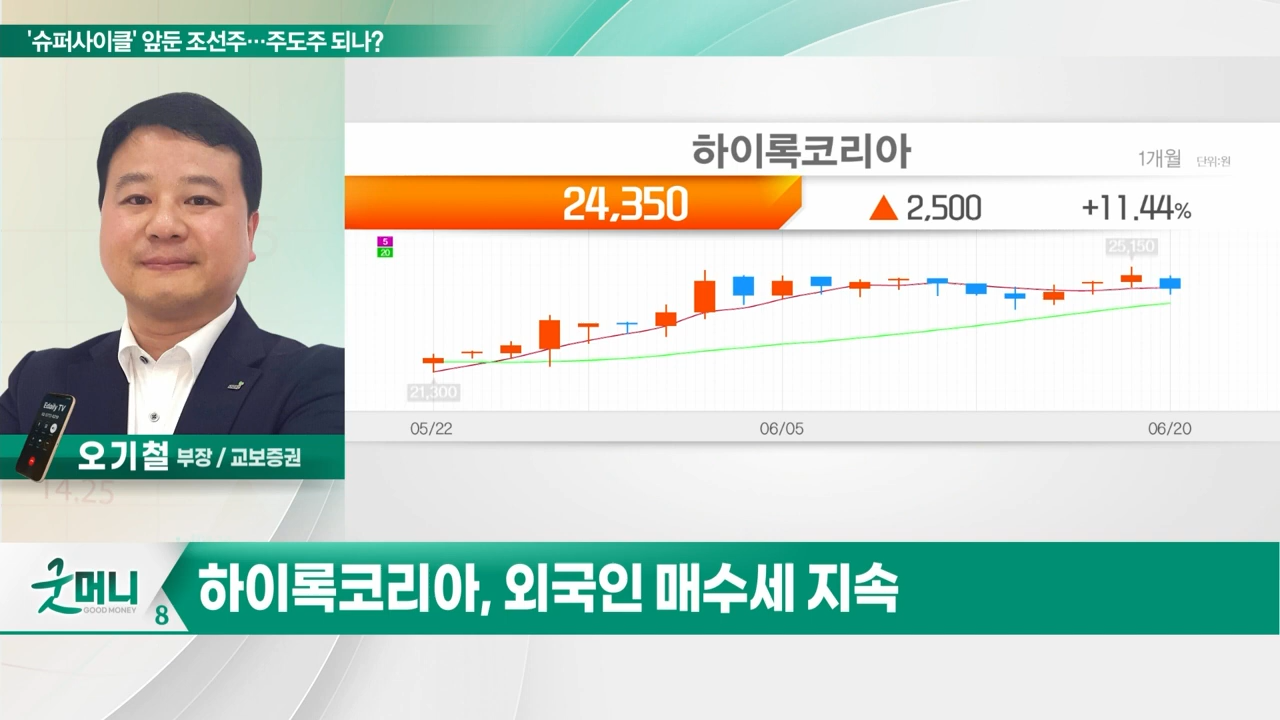 '슈퍼사이클' 앞둔 조선주…주도주 되나?
하이록코리아
1개월 단위:원
24,350 ▲ 2,500 +11.44%
5
20
25,150
21,300
05/22 06/05 06/20
Edaily TV
오기철 부장 / 교보증권
14.25
굿머니
GOOD MONEY
8
하이록코리아, 외국인 매수세 지속